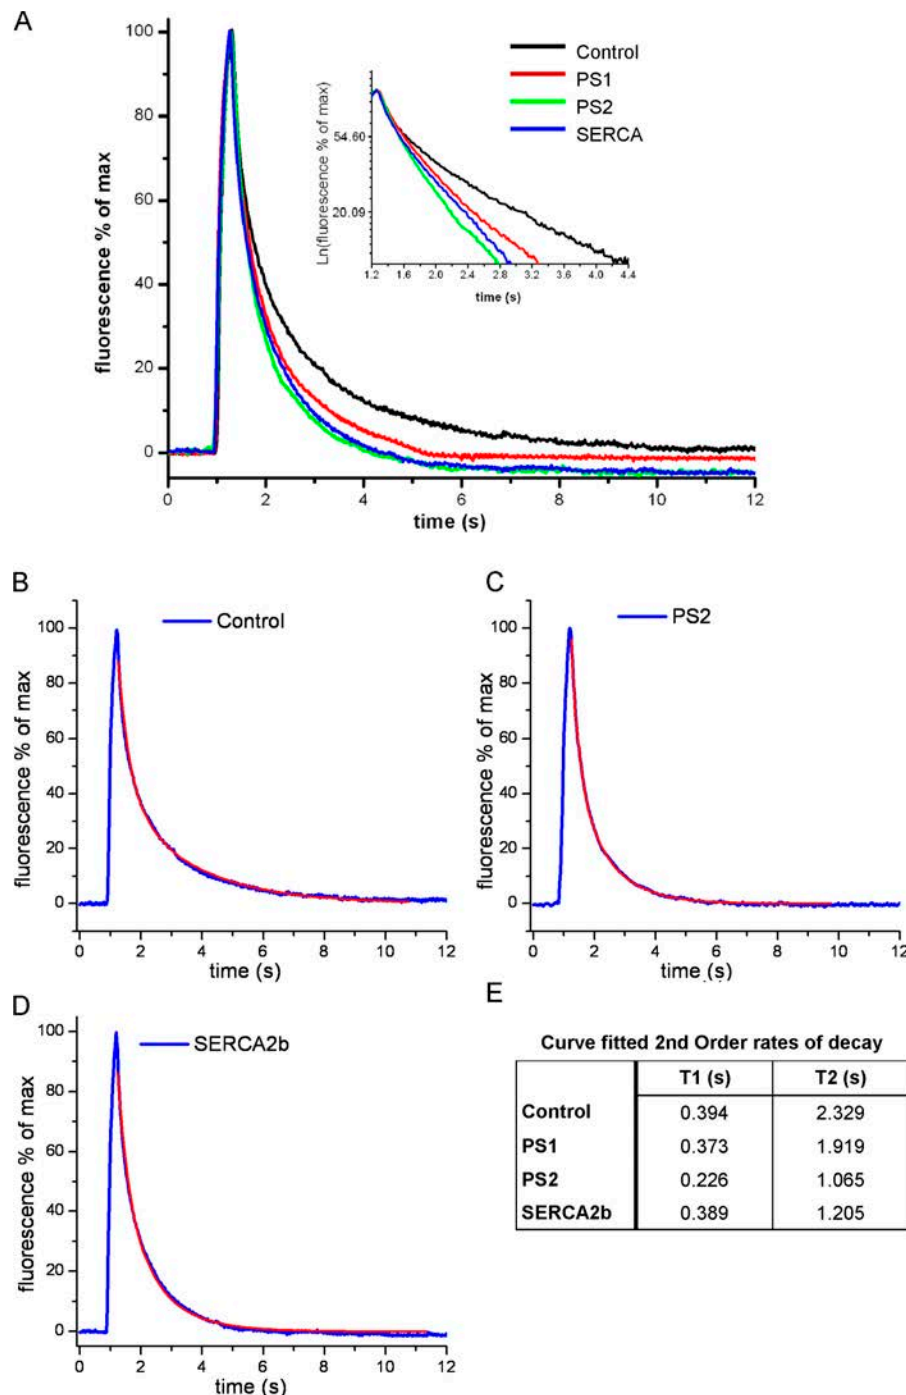 A
fluorescence % of max
100
80
60
40
20
0
0 2 4 6 8 10 12
time (s)
Control
PS1
PS2
SERCA
Ln(fluorescence % of max)
54.60
20.09
1.2 1.6 2.0 2.4 2.8 3.2 3.6 4.0 4.4
time (s)
B
Control
fluorescence % of max
100
80
60
40
20
0
0 2 4 6 8 10 12
time (s)
C
PS2
fluorescence % of max
100
80
60
40
20
0
0 2 4 6 8 10 12
time (s)
D
SERCA2b
fluorescence % of max
100
80
60
40
20
0
0 2 4 6 8 10 12
time (s)
E
Curve fitted 2nd Order rates of decay
T1 (s) T2 (s)
Control 0.394 2.329
PS1 0.373 1.919
PS2 0.226 1.065
SERCA2b 0.389 1.205